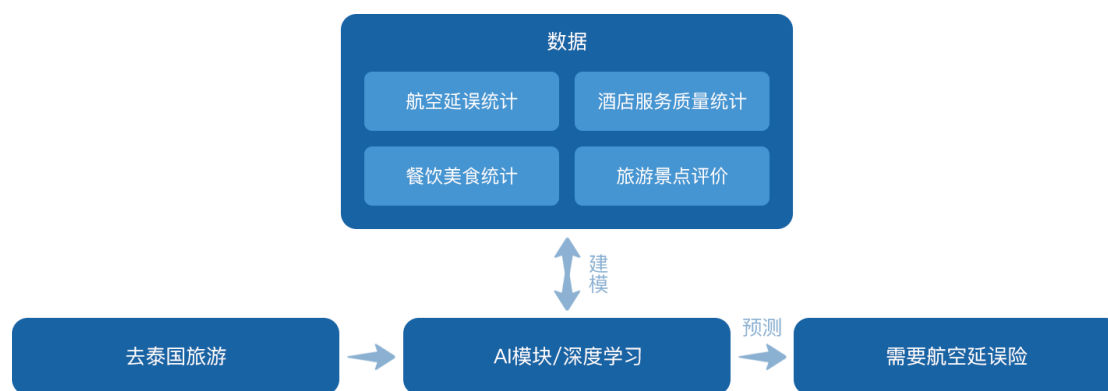 数据
航空延误统计
酒店服务质量统计
餐饮美食统计
旅游景点评价
建
模
预测
去泰国旅游
AI模块/深度学习
需要航空延误险